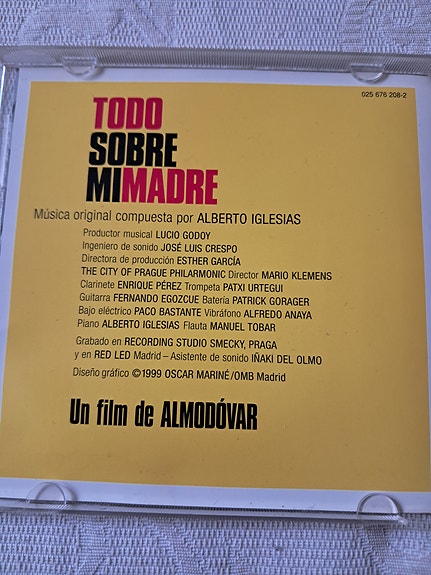 025 676 208-2
TODO
SOBRE
MIMADRE
Música original compuesta por ALBERTO IGLESIAS
Productor musical LUCIO GODOY
Ingeniero de sonido JOSÉ LUIS CRESPO
Directora de producción ESTHER GARCÍA
THE CITY OF PRAGUE PHILARMONIC Director MARIO KLEMENS
Clarinete ENRIQUE PÉREZ Trompeta PATXI URTEGUI
Guitarra FERNANDO EGOZCUE Batería PATRICK GORAGER
Bajo eléctrico PACO BASTANTE Vibráfono ALFREDO ANAYA
Piano ALBERTO IGLESIAS Flauta MANUEL TOBAR
Grabado en RECORDING STUDIO SMECKY, PRAGA
y en RED LED Madrid – Asistente de sonido IÑAKI DEL OLMO
Diseño gráfico ©1999 OSCAR MARINÉ/OMB Madrid
Un film de ALMODÓVAR